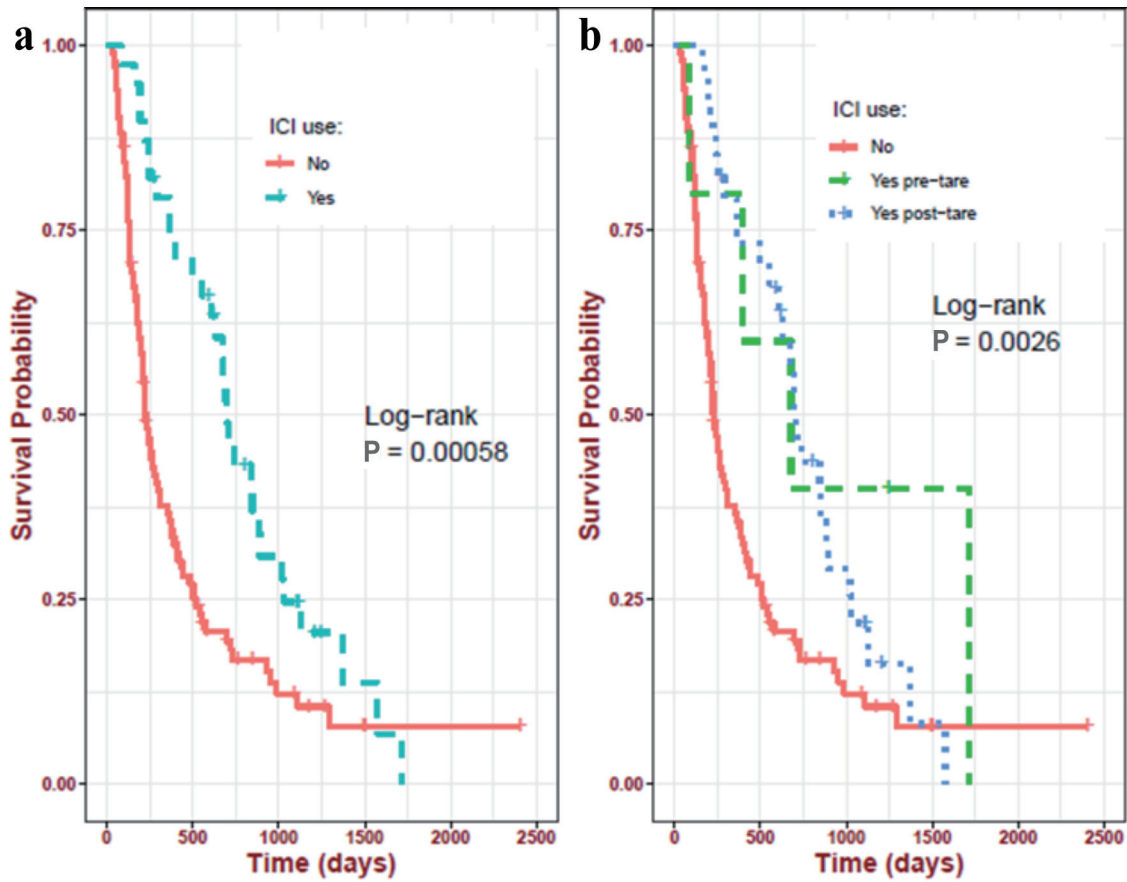 a
1.00
0.75
0.50
0.25
0.00
Survival Probability
ICI use:
No
Yes
Log-rank
P = 0.00058
0
500
1000
1500
2000
2500
Time (days)
b
1.00
0.75
0.50
0.25
0.00
Survival Probability
ICI use:
No
Yes pre-tare
Yes post-tare
Log-rank
P = 0.0026
0
500
1000
1500
2000
2500
Time (days)